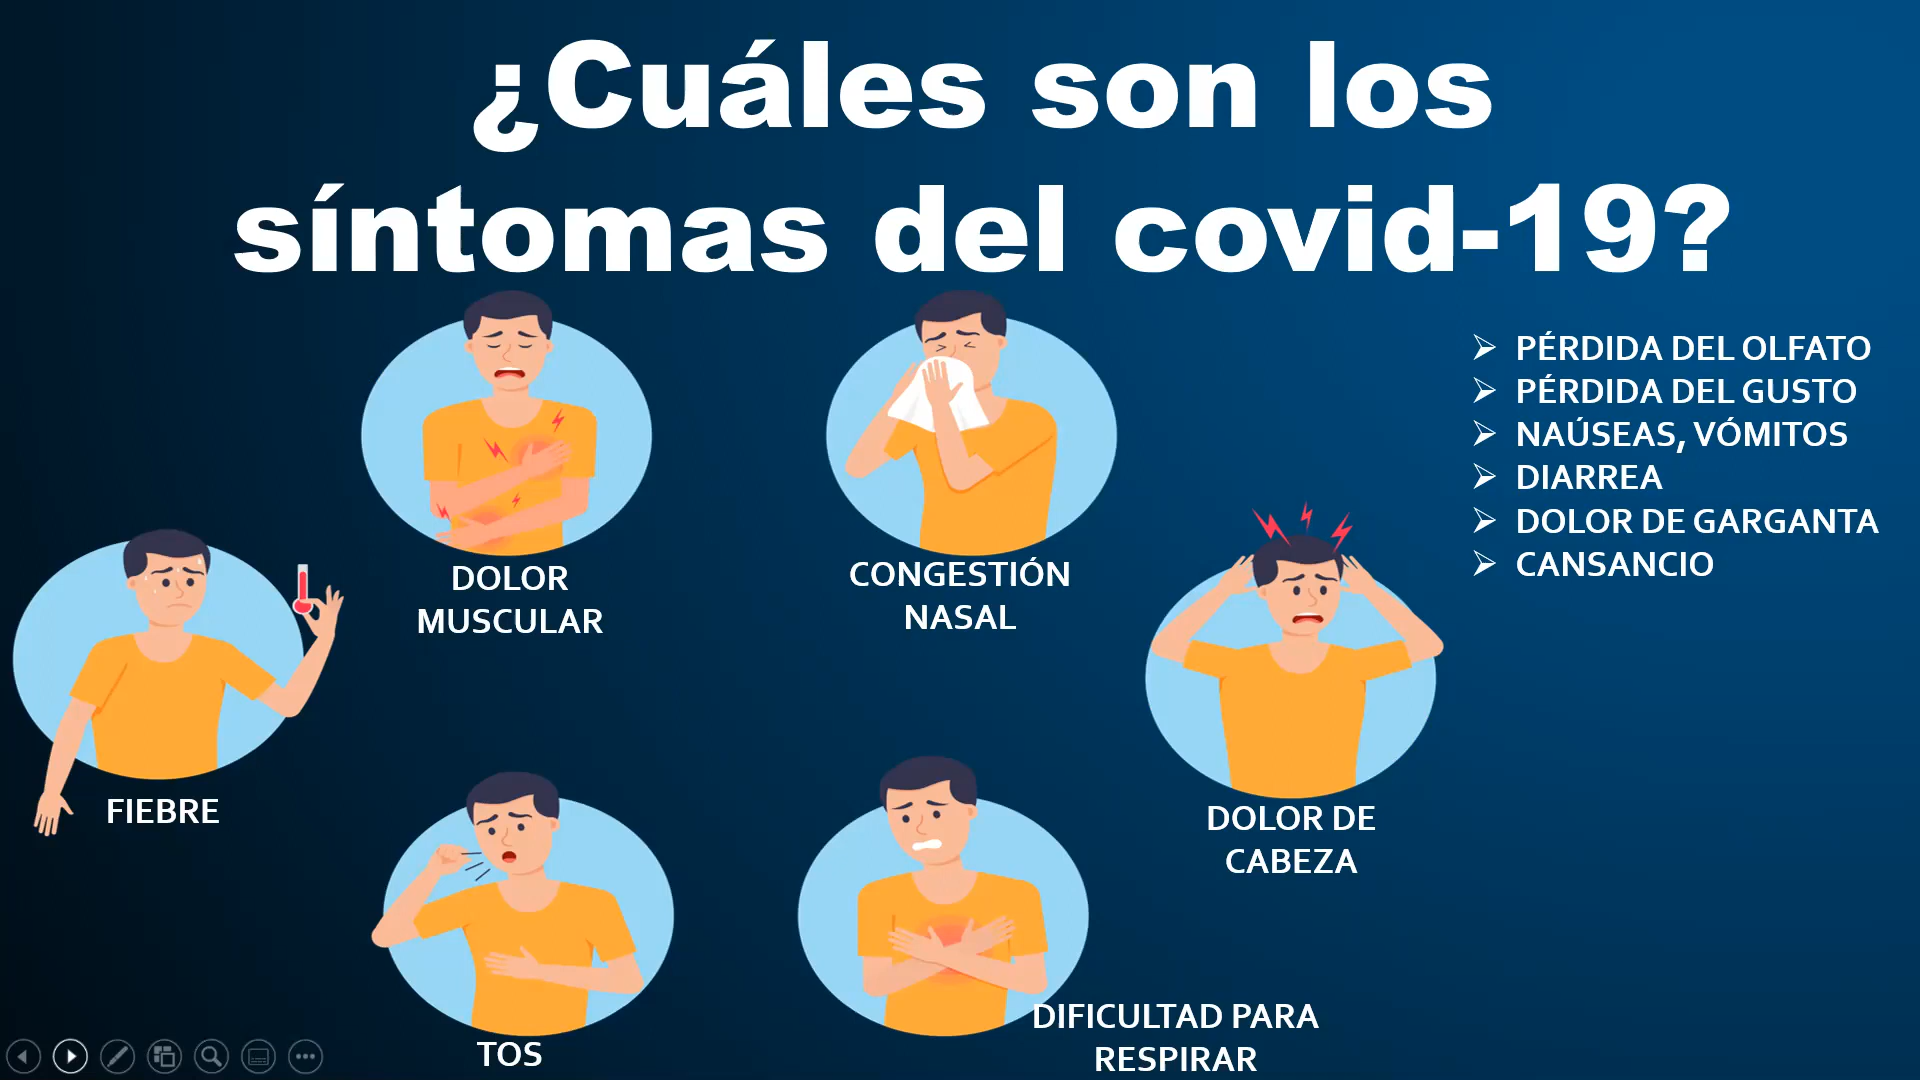 ¿Cuáles son los
síntomas del covid-19?
DOLOR
MUSCULAR
CONGESTIÓN
NASAL
PÉRDIDA DEL OLFATO
PÉRDIDA DEL GUSTO
NAÚSEAS, VÓMITOS
DIARREA
DOLOR DE GARGANTA
CANSANCIO
FIEBRE
DOLOR DE
CABEZA
TOS
DIFICULTAD PARA
RESPIRAR